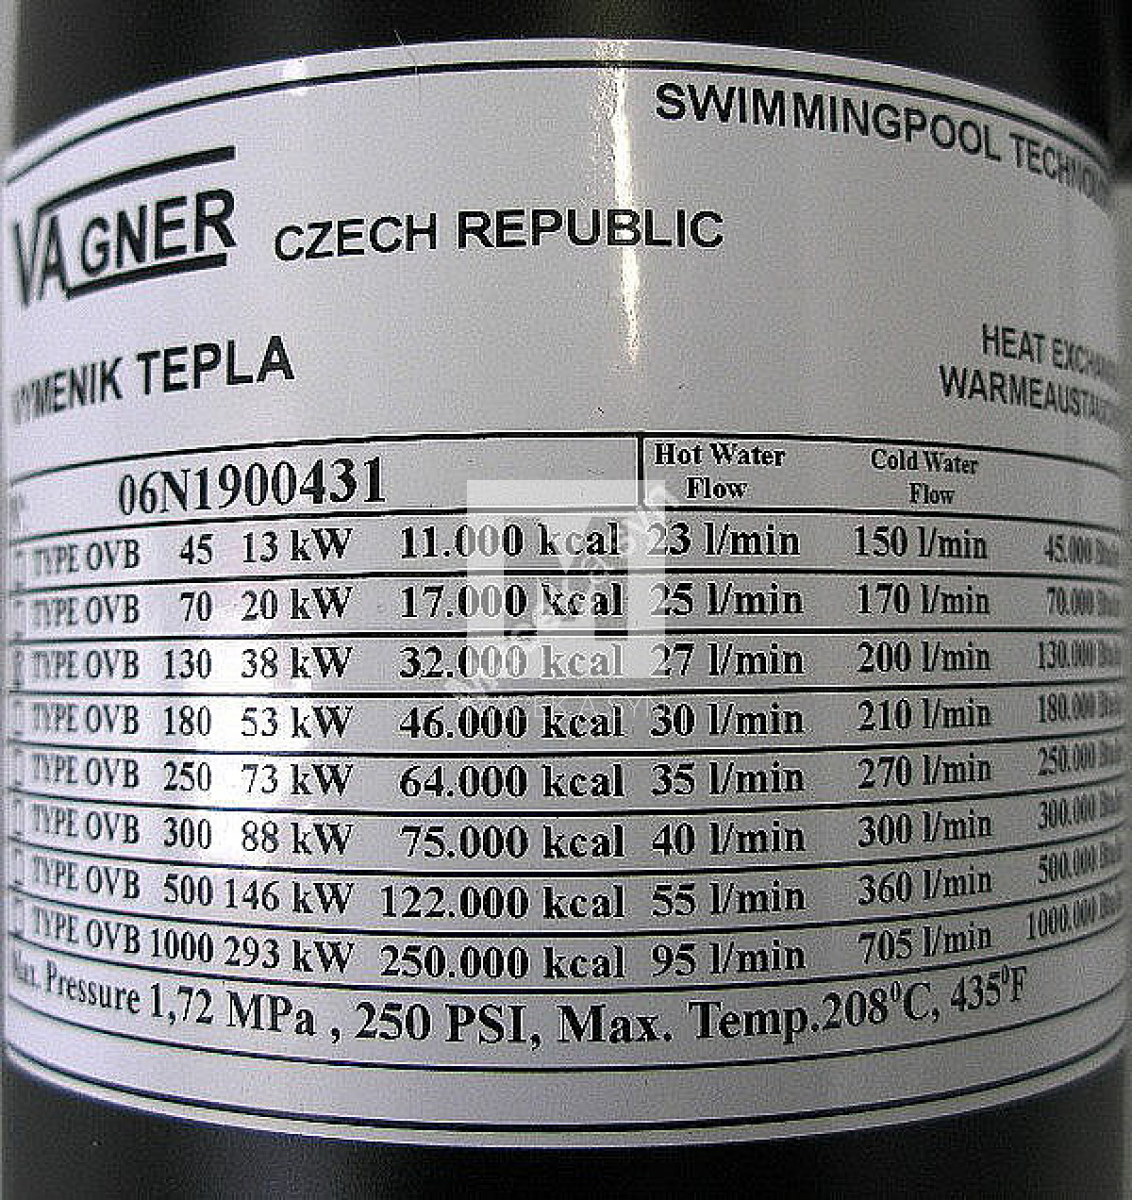 SWIMMINGPOOL
VAGNER CZECH REPUBLIC
TEPLA
HEAT
06N1900431 Hot Water Flow Cold Water Flow
TYPE OVB 45 13 kW 11.000 kcal 23 l/min 150 l/min 45.000
TYPE OVB 70 20 kW 17.000 kcal 25 l/min 170 l/min 70.000
TYPE OVB 130 38 kW 32.000 kcal 27 l/min 200 l/min 130.000
TYPE OVB 180 53 kW 46.000 kcal 30 l/min 210 l/min 180.000
TYPE OVB 250 73 kW 64.000 kcal 35 l/min 270 l/min 250.000
TYPE OVB 300 88 kW 75.000 kcal 40 l/min 300 l/min 300.000
TYPE OVB 500 146 kW 122.000 kcal 55 l/min 360 l/min 500.000
TYPE OVB 1000 293 kW 250.000 kcal 95 l/min 705 l/min 1000.000
Pressure 1,72 MPa , 250 PSI, Max. Temp.208⁰C, 435⁰F